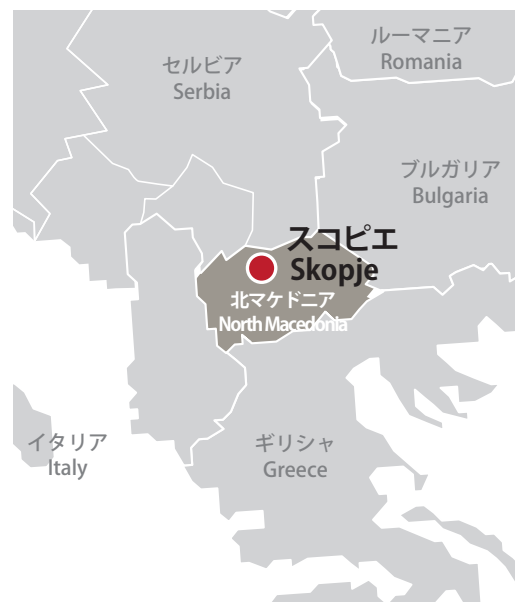 ルーマニア
Romania
セルビア
Serbia
ブルガリア
Bulgaria
スコピエ
Skopje
北マケドニア
North Macedonia
イタリア
Italy
ギリシャ
Greece